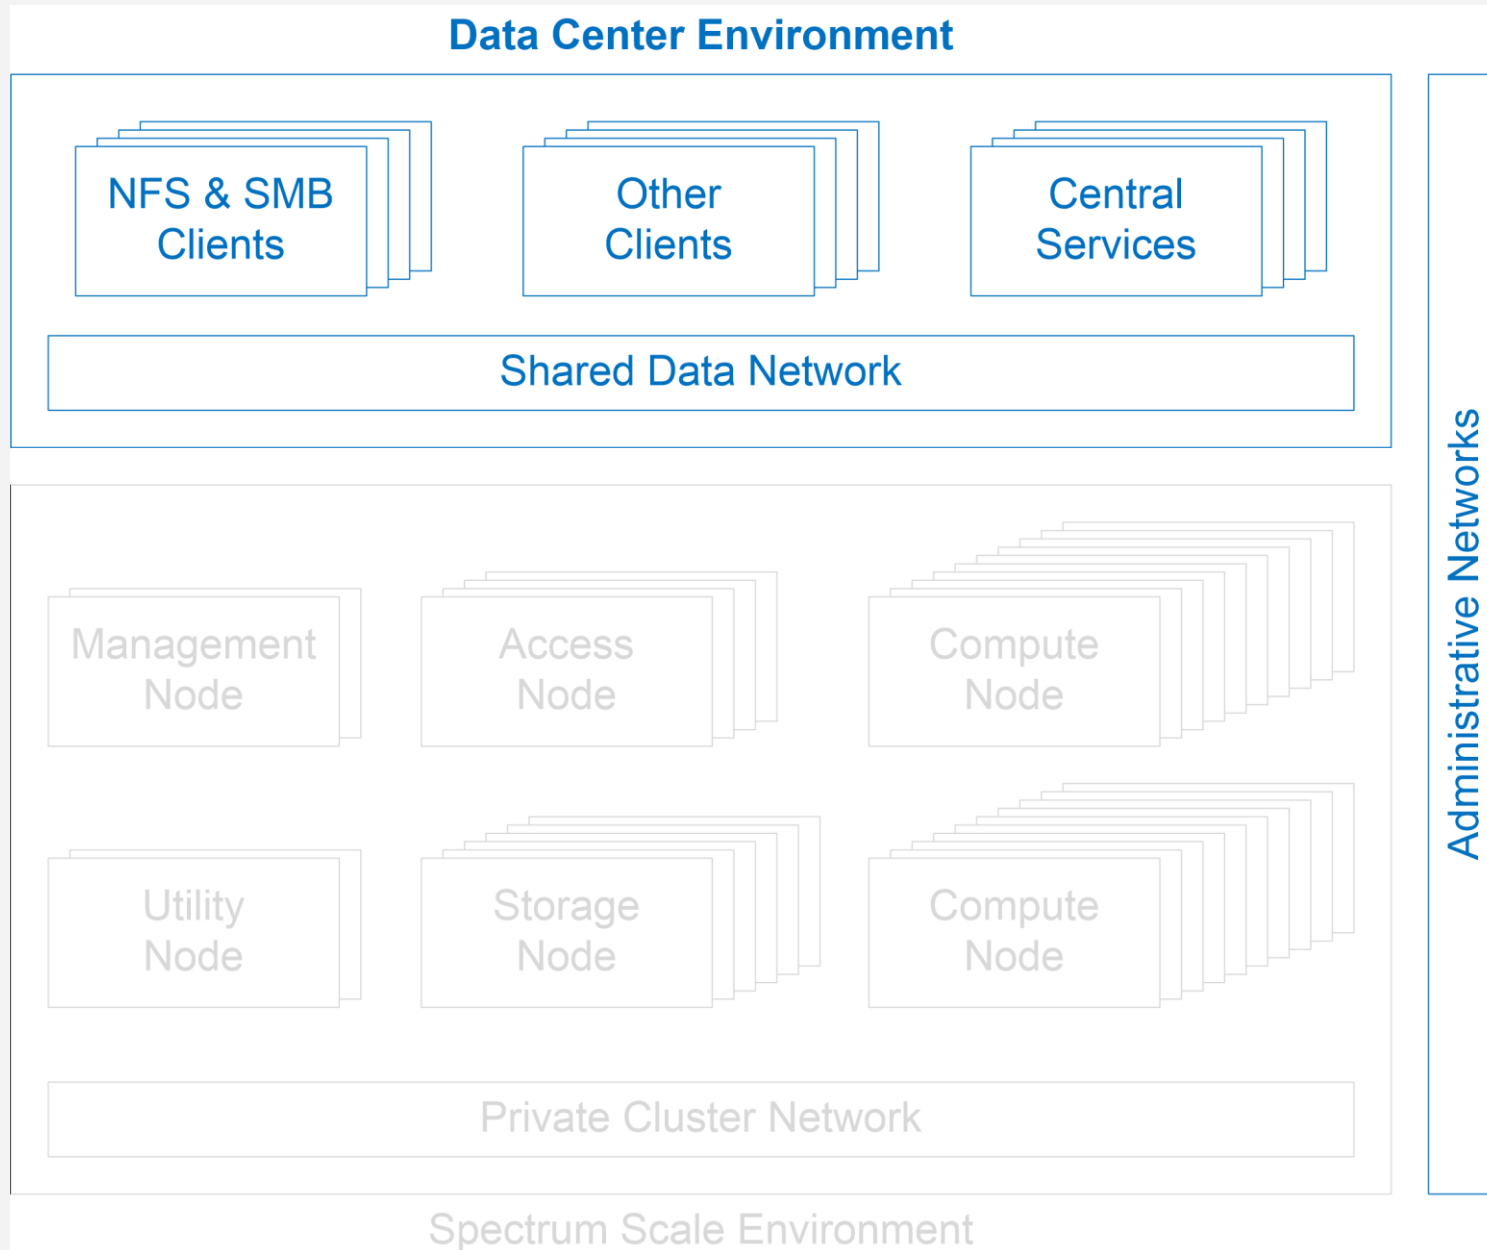 Data Center Environment
NFS & SMB
Clients
Other
Clients
Central
Services
Shared Data Network
Administrative Networks
Management
Node
Access
Node
Compute
Node
Utility
Node
Storage
Node
Compute
Node
Private Cluster Network
Spectrum Scale Environment